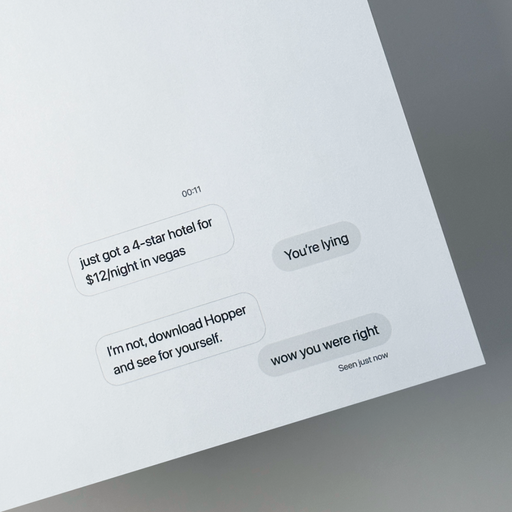 00:11
just got a 4-star hotel for
$12/night in vegas
You're lying
I'm not, download Hopper
and see for yourself.
wow you were right
Seen just now